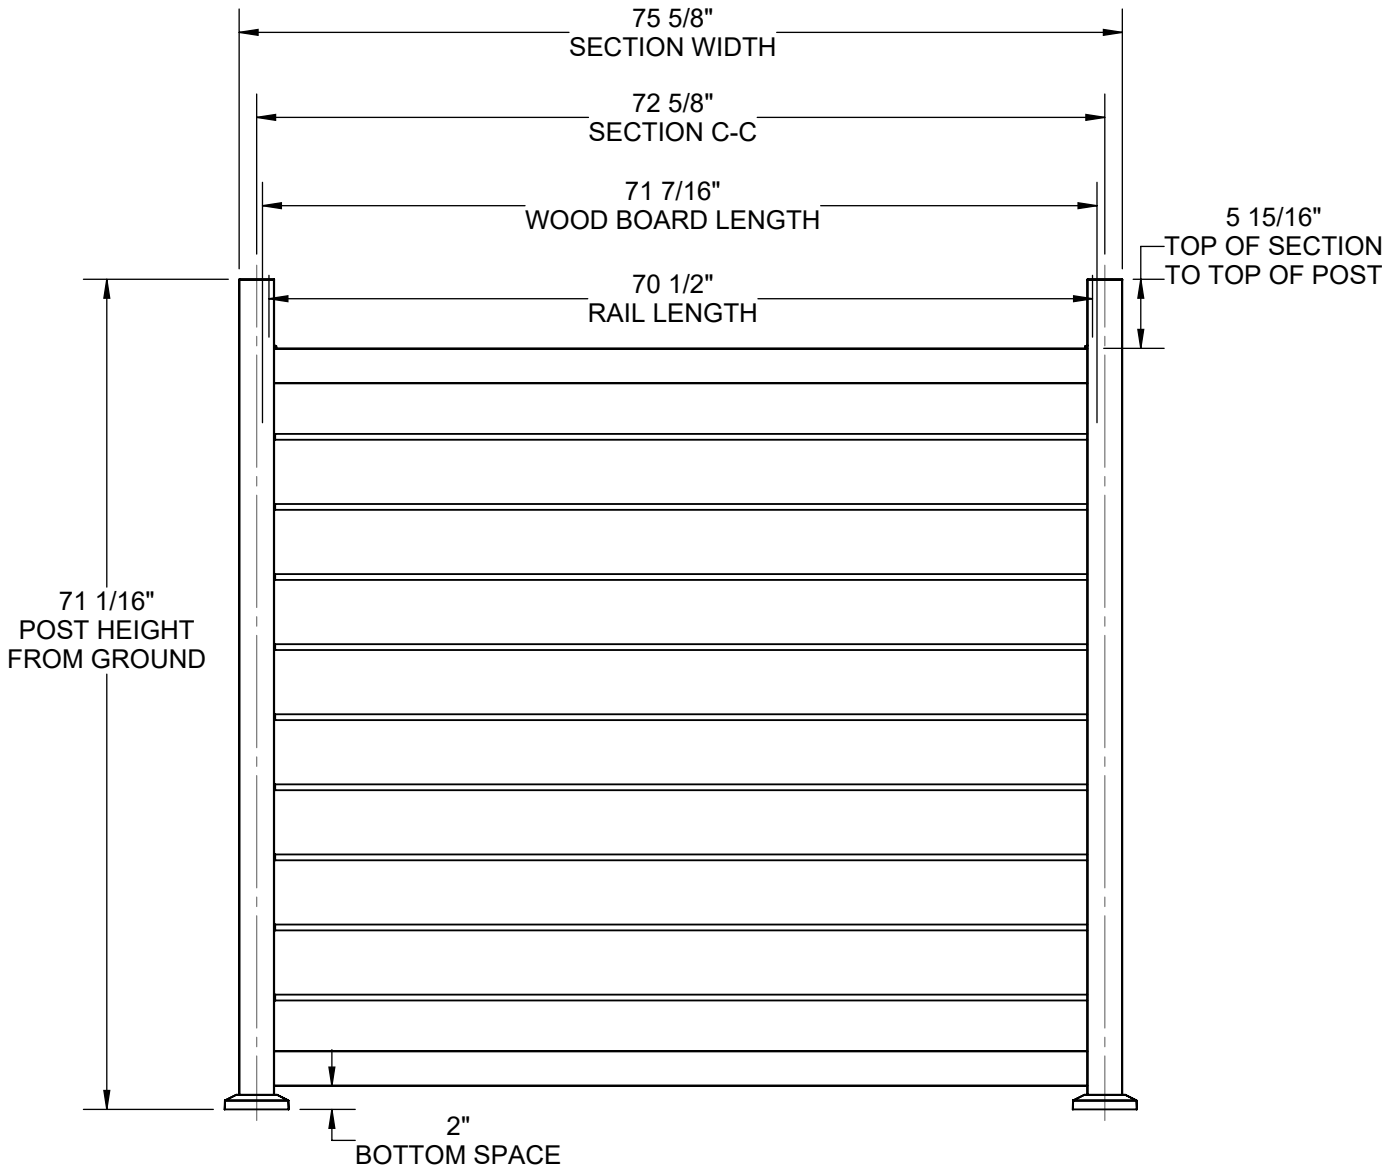 75 5/8"
SECTION WIDTH
72 5/8"
SECTION C-C
71 7/16"
WOOD BOARD LENGTH
5 15/16"
TOP OF SECTION
TO TOP OF POST
70 1/2"
RAIL LENGTH
71 1/16"
POST HEIGHT
FROM GROUND
2"
BOTTOM SPACE